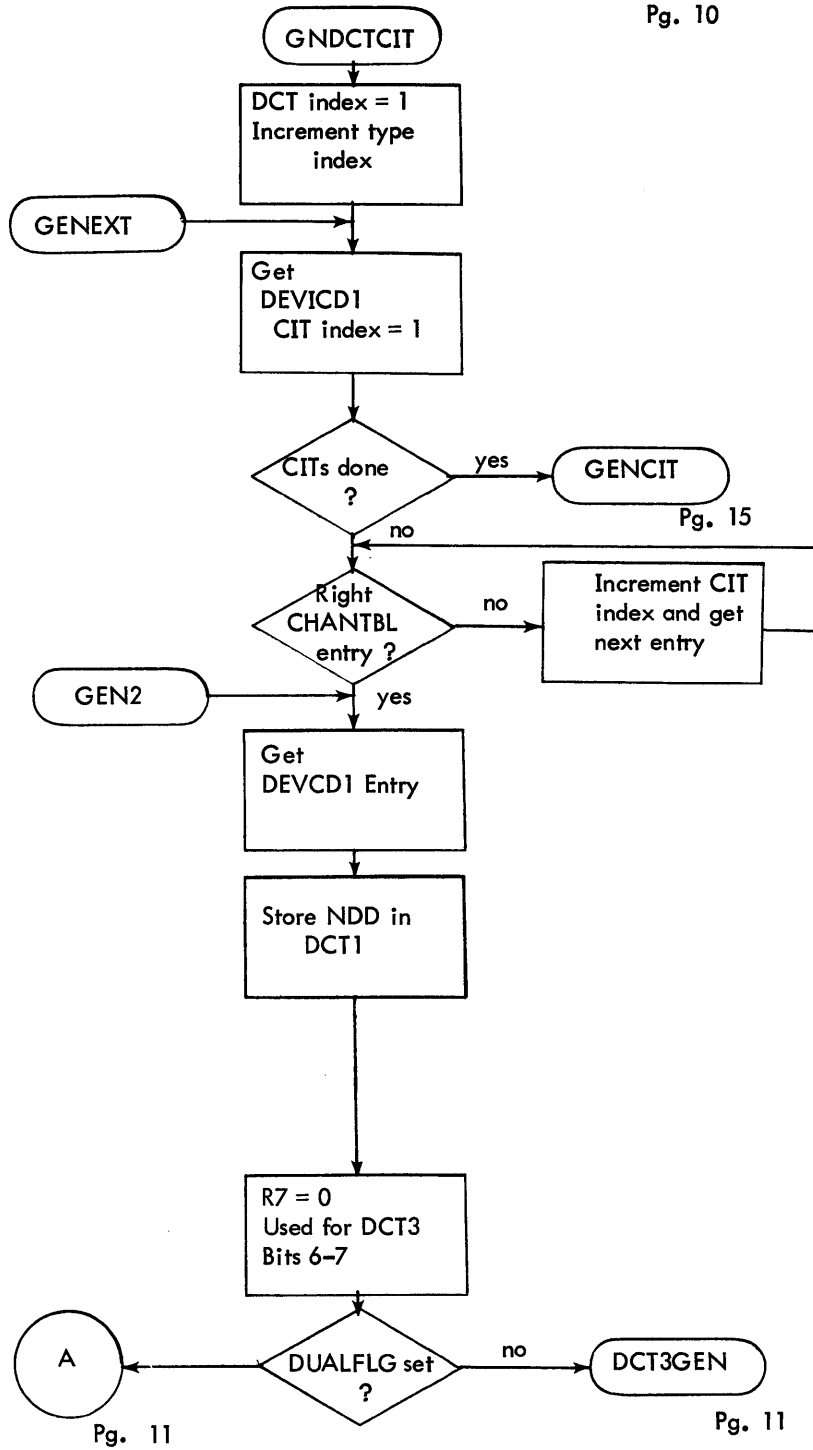 Pg. 10
GNDCTCIT
DCT index = 1
Increment type
index
GENEXT
Get
DEVICD1
CIT index = 1
CITs done
?
yes
GENCIT
Pg. 15
no
Right
CHANTBL
entry ?
no
Increment CIT
index and get
next entry
GEN2
yes
Get
DEVCD1 Entry
Store NDD in
DCT1
R7 = 0
Used for DCT3
Bits 6-7
A
DUALFLG set
?
no
DCT3GEN
Pg. 11
Pg. 11